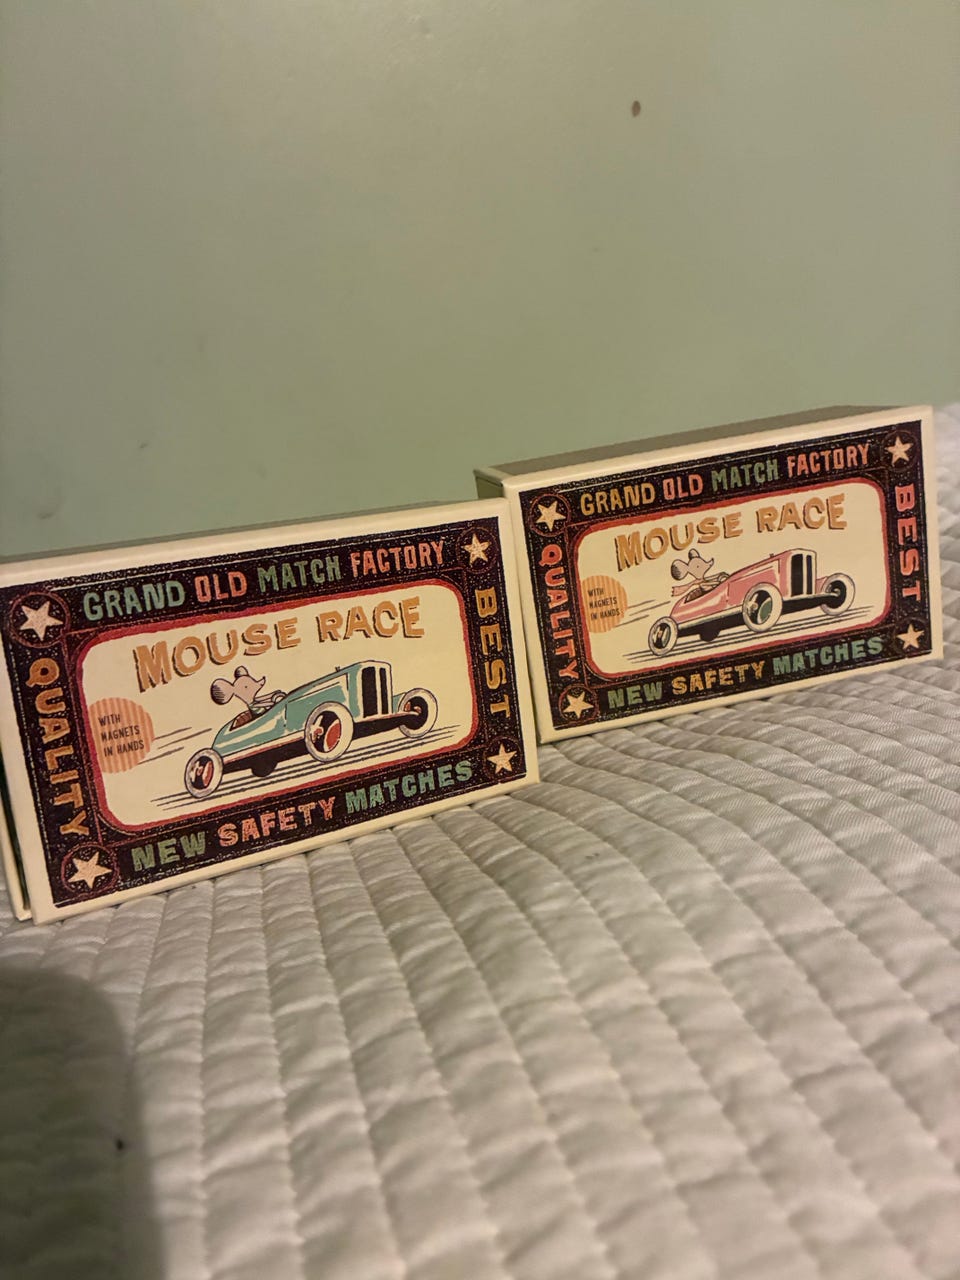 GRAND OLD MATCH FACTORY
MOUSE RACE
WITH
MAGNETS
IN HANDS
QUALITY
BEST
NEW SAFETY MATCHES
GRAND OLD MATCH FACTORY
MOUSE RACE
WITH
MAGNETS
IN HANDS
QUALITY
BEST
NEW SAFETY MATCHES